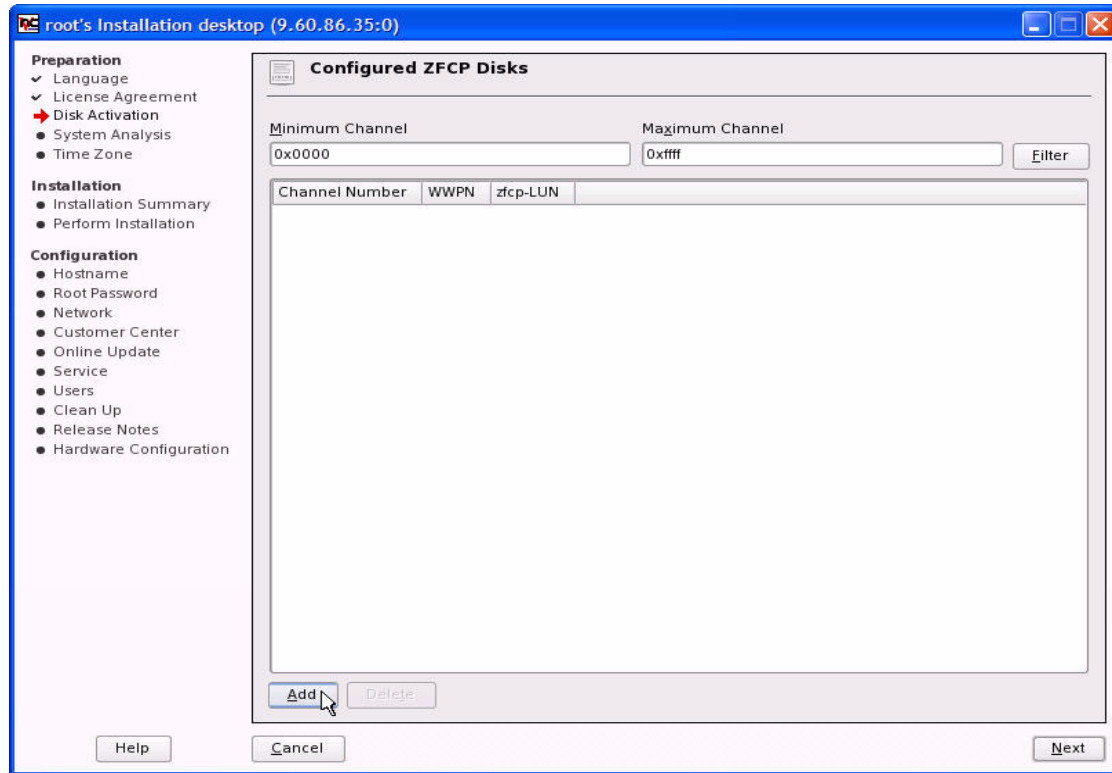 root's Installation desktop (9.60.86.35:0)
Preparation
Language
License Agreement
Disk Activation
System Analysis
Time Zone
Installation
Installation Summary
Perform Installation
Configuration
Hostname
Root Password
Network
Customer Center
Online Update
Service
Users
Clean Up
Release Notes
Hardware Configuration
Configured ZFCP Disks
Minimum Channel Maximum Channel
0x0000 0xffff Filter
Channel Number WWPN zfcp-LUN
Add Delete
Help Cancel Next